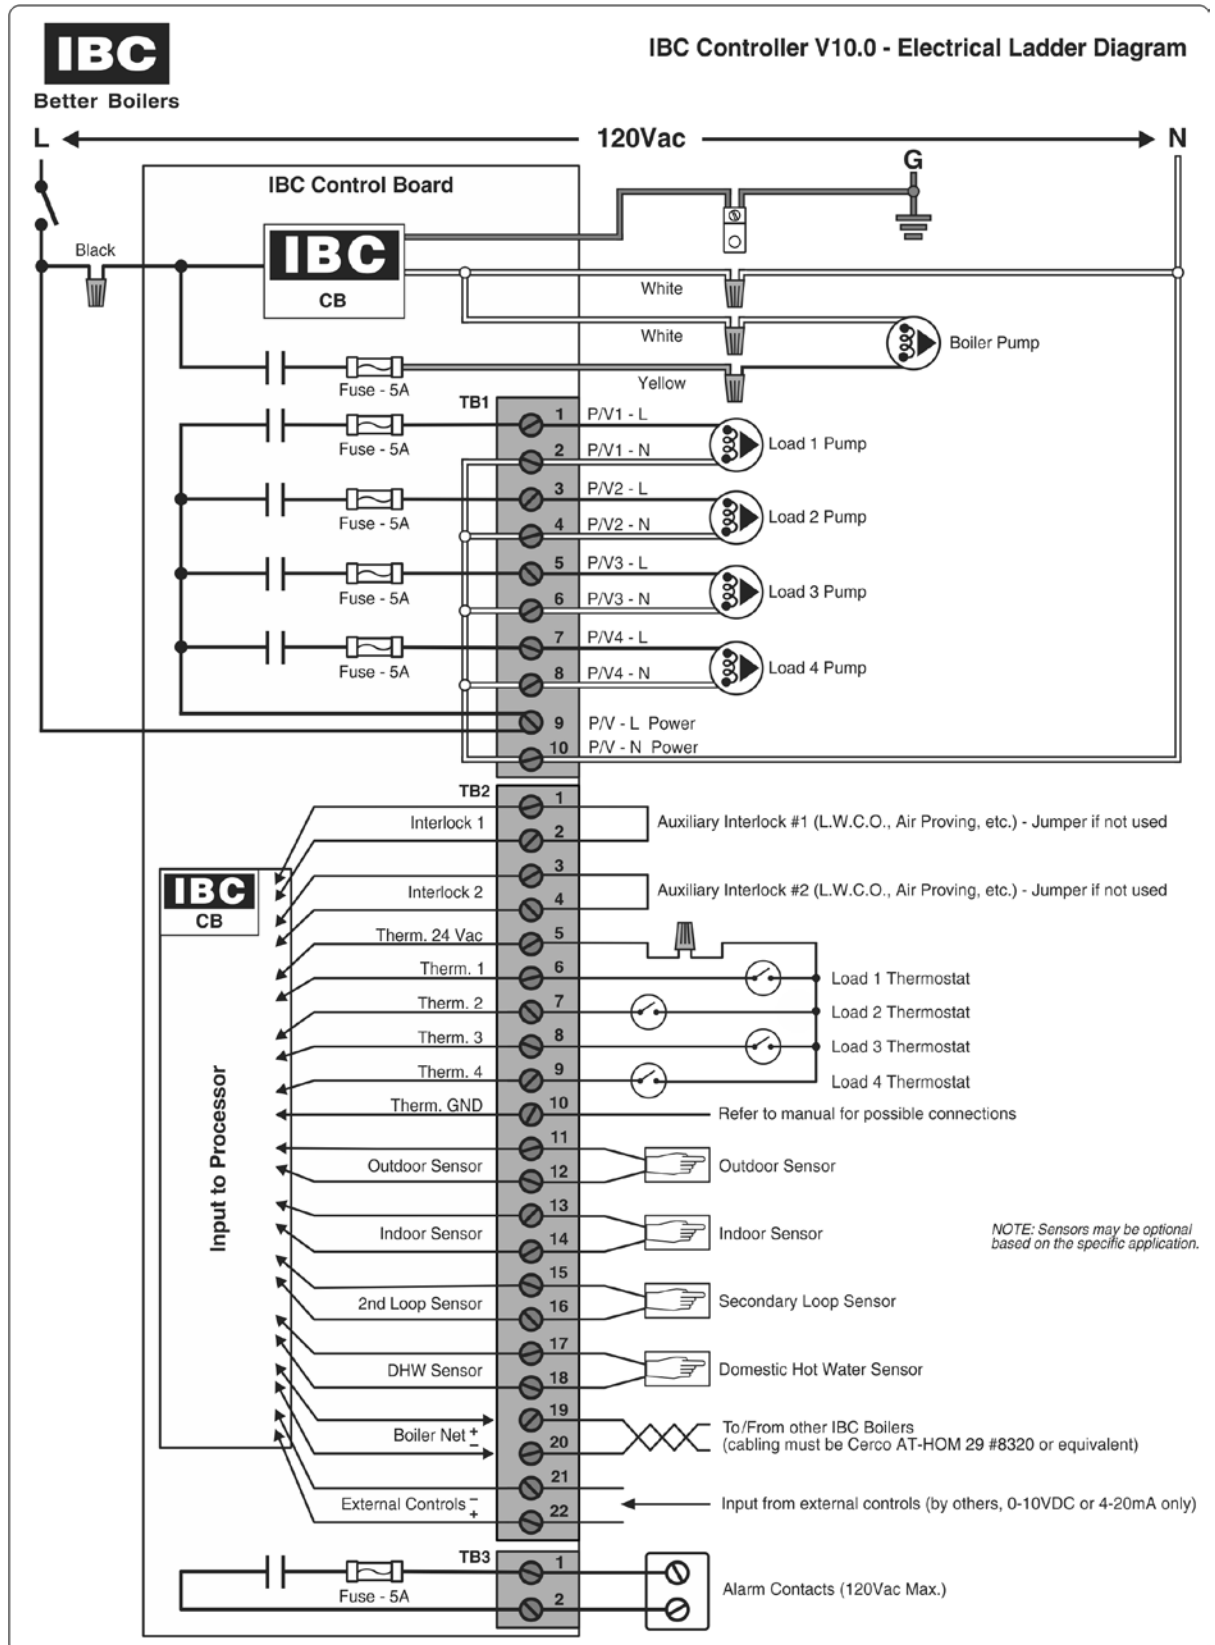 IBC
Better Boilers
IBC Controller V10.0 - Electrical Ladder Diagram
L
120Vac
N
G
IBC Control Board
Black
IBC
CB
White
White
Boiler Pump
Fuse - 5A
Yellow
TB1
1 P/V1 - L
Fuse - 5A
Load 1 Pump
2 P/V1 - N
3 P/V2 - L
Fuse - 5A
Load 2 Pump
4 P/V2 - N
5 P/V3 - L
Fuse - 5A
Load 3 Pump
6 P/V3 - N
7 P/V4 - L
Fuse - 5A
Load 4 Pump
8 P/V4 - N
9 P/V - L Power
10 P/V - N Power
TB2
1
Interlock 1
Auxiliary Interlock #1 (L.W.C.O., Air Proving, etc.) - Jumper if not used
2
3
IBC
CB
Interlock 2
Auxiliary Interlock #2 (L.W.C.O., Air Proving, etc.) - Jumper if not used
4
Therm. 24 Vac 5
Therm. 1 6
Load 1 Thermostat
Therm. 2 7
Load 2 Thermostat
Therm. 3 8
Load 3 Thermostat
Therm. 4 9
Load 4 Thermostat
Therm. GND 10
Refer to manual for possible connections
Input to Processor
11
Outdoor Sensor
Outdoor Sensor
12
13
Indoor Sensor
Indoor Sensor
14
NOTE: Sensors may be optional
based on the specific application.
15
2nd Loop Sensor
Secondary Loop Sensor
16
17
DHW Sensor
Domestic Hot Water Sensor
18
19
Boiler Net +
−
To/From other IBC Boilers
(cabling must be Cerco AT-HOM 29 #8320 or equivalent)
20
21
External Controls −
+
Input from external controls (by others, 0-10VDC or 4-20mA only)
22
TB3
1
Fuse - 5A
Alarm Contacts (120Vac Max.)
2